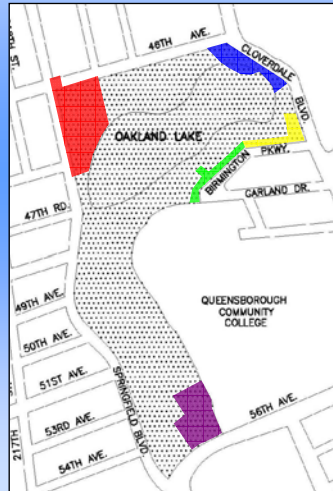 46TH AVE.
CLOVERDALE
BLVD.
OAKLAND LAKE
PKWY.
BIRMINGTON
GARLAND DR.
47TH RD.
QUEENSBOROUGH
COMMUNITY
COLLEGE
49TH AVE.
50TH AVE.
51ST AVE.
53RD AVE.
54TH AVE.
SPRINGFELD BLVD.
56TH AVE.
217TH